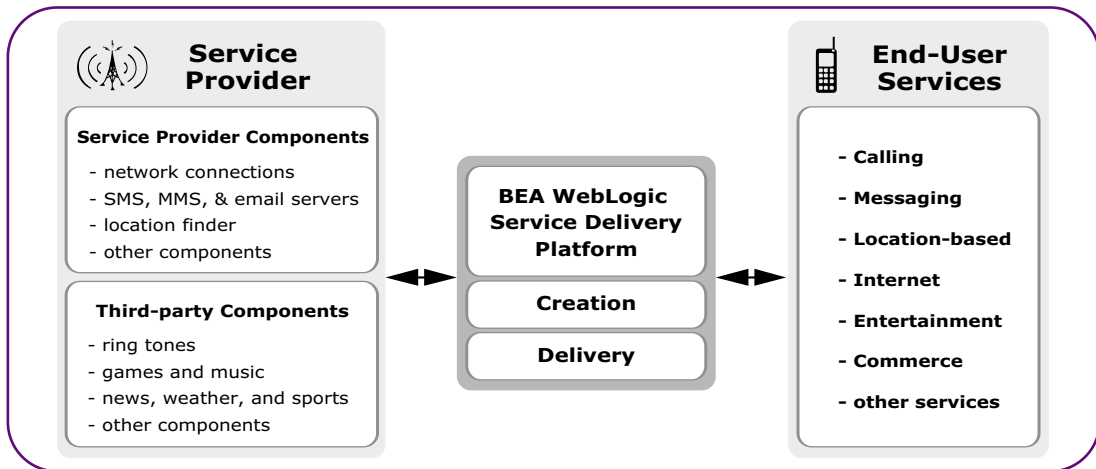 Service
Provider
Service Provider Components
- network connections
- SMS, MMS, & email servers
- location finder
- other components
Third-party Components
- ring tones
- games and music
- news, weather, and sports
- other components
BEA WebLogic
Service Delivery
Platform
Creation
Delivery
End-User
Services
- Calling
- Messaging
- Location-based
- Internet
- Entertainment
- Commerce
- other services